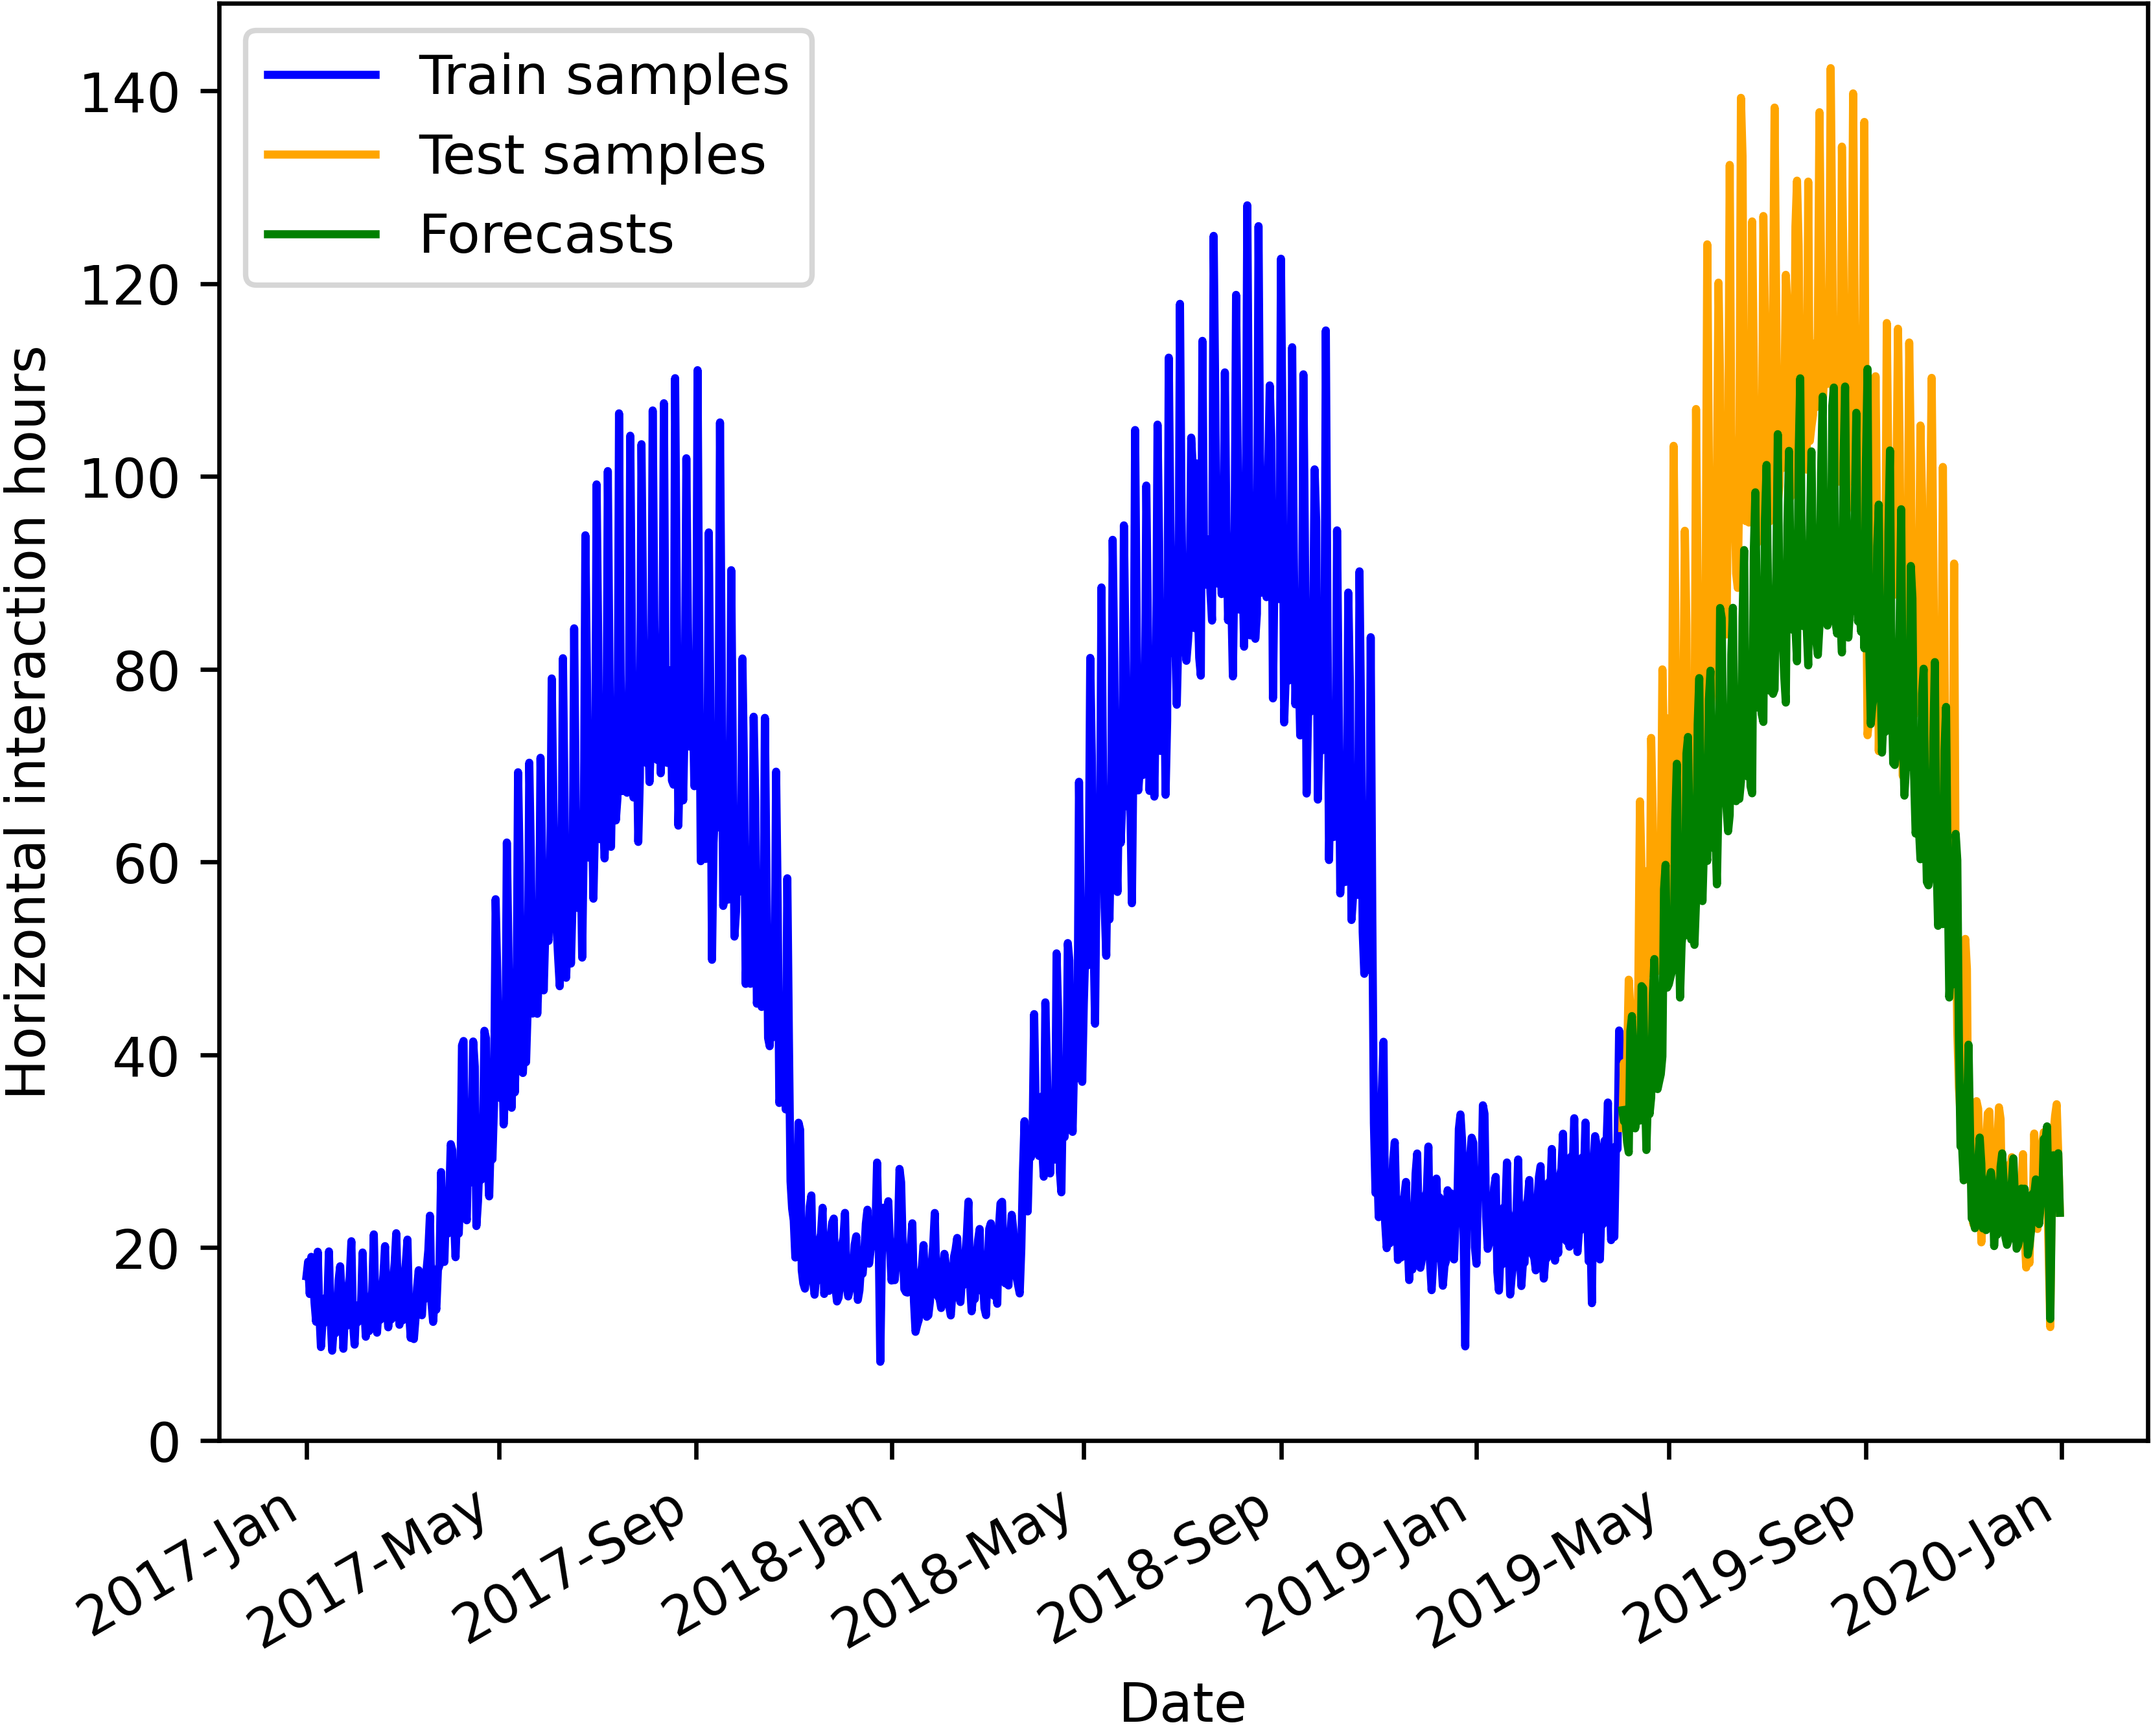 Train samples
Test samples
Forecasts
140
120
100
80
60
40
20
0
Horizontal interaction hours
2017-Jan
2017-May
2017-Sep
2018-Jan
2018-May
2018-Sep
2019-Jan
2019-May
2019-Sep
2020-Jan
Date